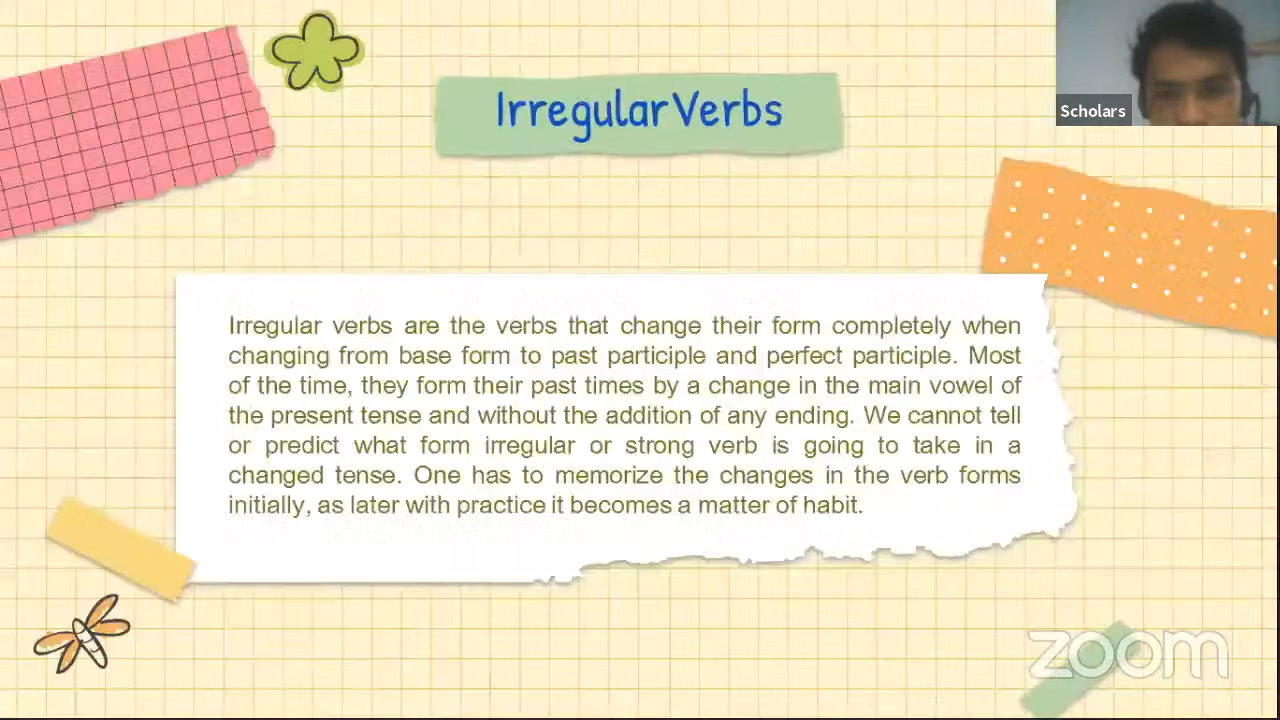 Irregular Verbs
Scholars
Irregular verbs are the verbs that change their form completely when
changing from base form to past participle and perfect participle. Most
of the time, they form their past times by a change in the main vowel of
the present tense and without the addition of any ending. We cannot tell
or predict what form irregular or strong verb is going to take in a
changed tense. One has to memorize the changes in the verb forms
initially, as later with practice it becomes a matter of habit.
zoom